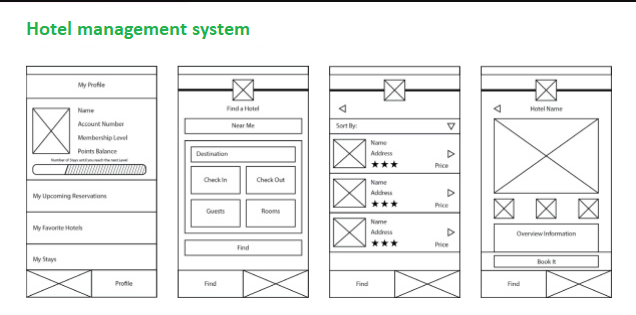 Hotel management system
My Profile
Name
Account Number
Membership Level
Points Balance
Number of Stays until you reach the next Level
My Upcoming Reservations
My Favorite Hotels
My Stays
Profile
Find a Hotel
Near Me
Destination
Check In
Check Out
Guests
Rooms
Find
Find
Sort By:
Name
Address
Price
Name
Address
Price
Name
Address
Price
Find
Hotel Name
Overview Information
Book It
Find